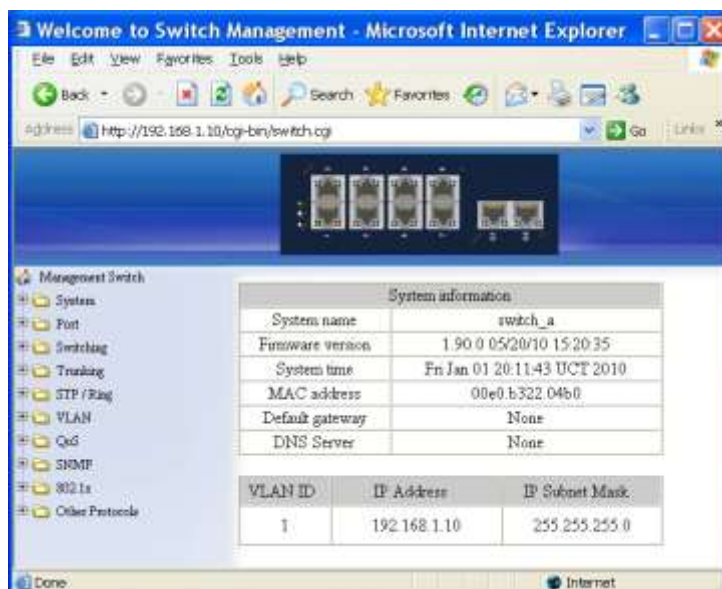 Welcome to Switch Management - Microsoft Internet Explorer
File Edit View Favorites Tools Help
Back Search Favorites
Address http://192.168.1.10/cgi-bin/switch.cgi Go Links
Management Switch
System
Port
Switching
Trunking
STP / Ring
VLAN
QoS
SNMP
802.1x
Other Protocols
System information
System name switch_a
Firmware version 1.90.0 05/20/10 15:20:35
System time Fri Jan 01 20:11:43 UCT 2010
MAC address 00e0.b322.04b0
Default gateway None
DNS Server None
VLAN ID IP Address IP Subnet Mask
1 192.168.1.10 255.255.255.0
Done Internet